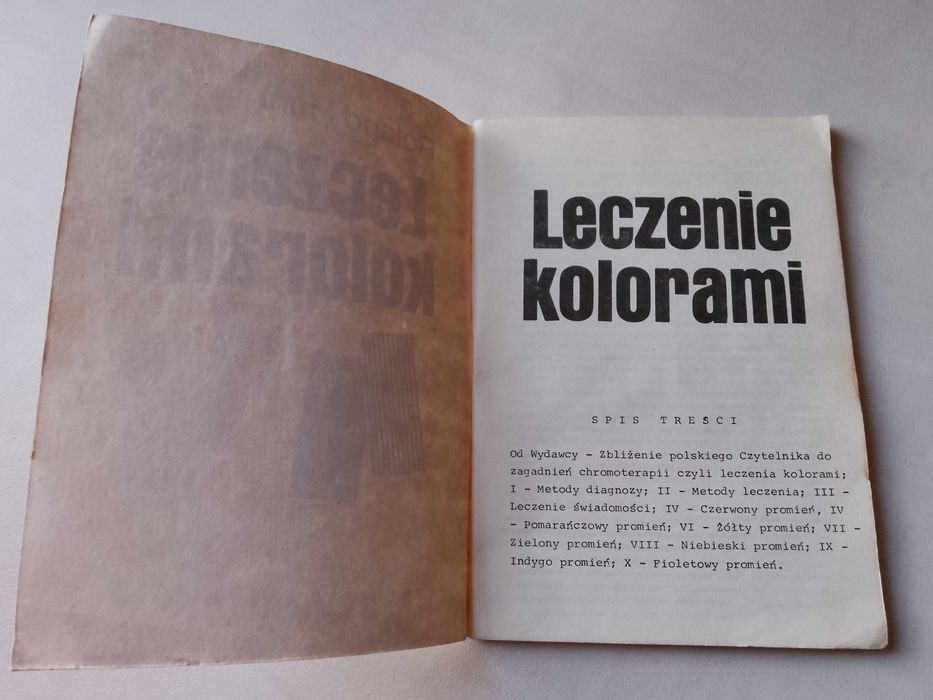 Leczenie
kolorami
Leczenie
kolorami
SPIS TREŚCI
Od Wydawcy - Zbliżenie polskiego Czytelnika do
zagadnień chromoterapii czyli leczenia kolorami;
I - Metody diagnozy; II - Metody leczenia; III -
Leczenie świadomości; IV - Czerwony promień, IV
- Pomarańczowy promień; VI - Żółty promień; VII -
Zielony promień; VIII - Niebieski promień; IX -
Indygo promień; X - Fioletowy promień.